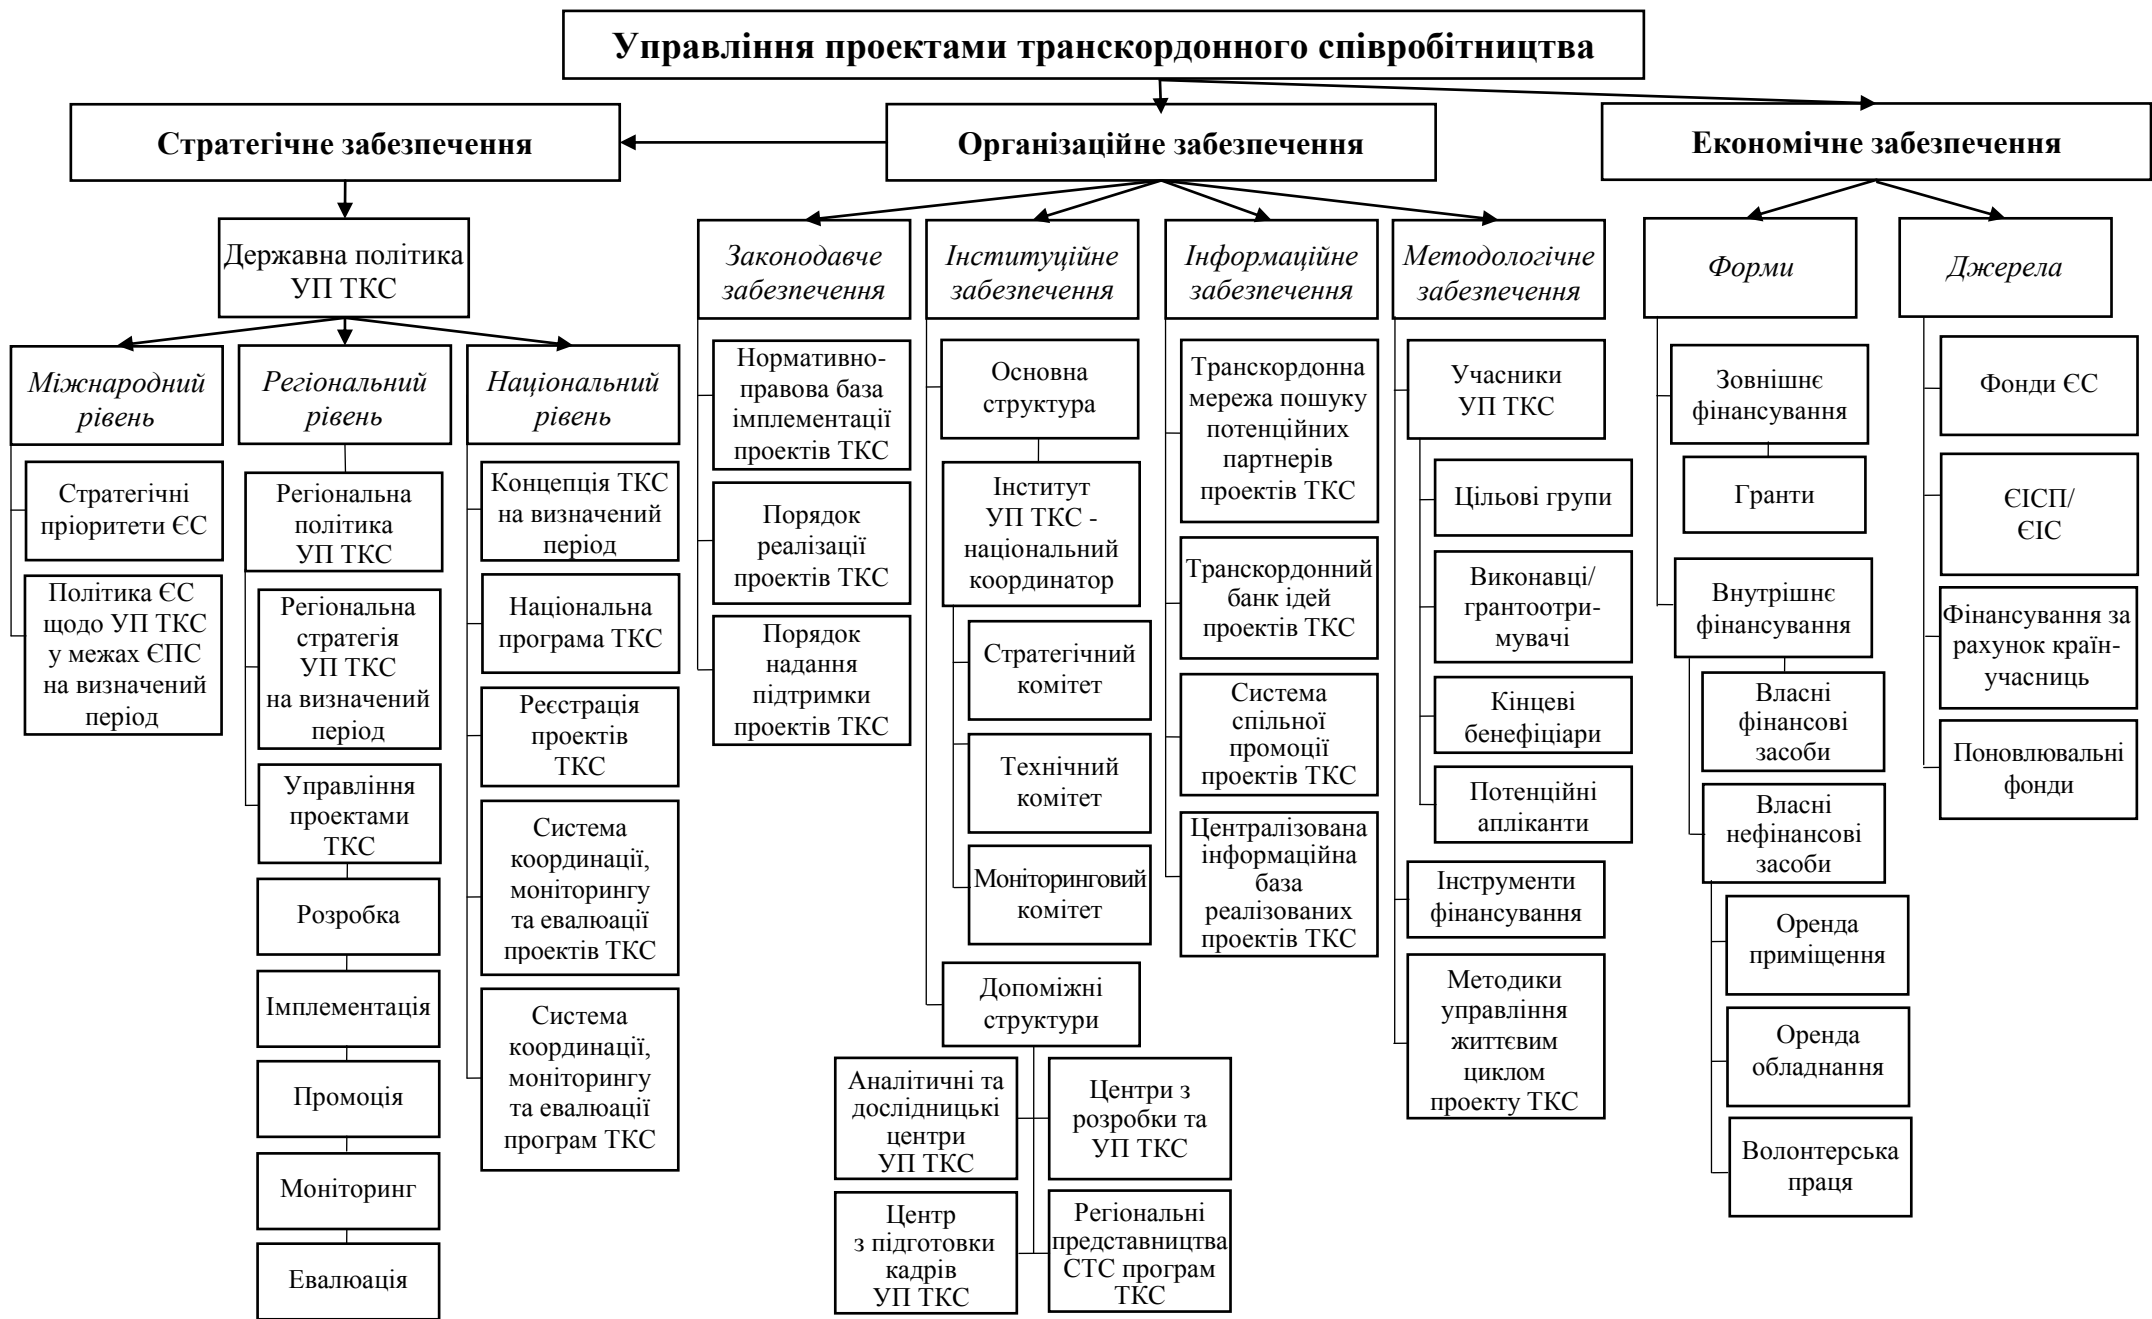 Управління проектами транскордонного співробітництва
Стратегічне забезпечення
Організаційне забезпечення
Економічне забезпечення
Державна політика
УП ТКС
Міжнародний
рівень
Стратегічні
пріоритети ЄС
Політика ЄС
щодо УП ТКС
у межах ЄПС
на визначений
період
Регіональний
рівень
Регіональна
політика
УП ТКС
Регіональна
стратегія
УП ТКС
на визначений
період
Управління
проектами
ТКС
Розробка
Імплементація
Промоція
Моніторинг
Евалюація
Національний
рівень
Концепція ТКС
на визначений
період
Національна
програма ТКС
Реєстрація
проектів
ТКС
Система
координації,
моніторингу
та евалюації
проектів ТКС
Система
координації,
моніторингу
та евалюації
програм ТКС
Законодавче
забезпечення
Нормативно-
правова база
імплементації
проектів ТКС
Порядок
реалізації
проектів ТКС
Порядок
надання
підтримки
проектів ТКС
Інституційне
забезпечення
Основна
структура
Інститут
УП ТКС -
національний
координатор
Стратегічний
комітет
Технічний
комітет
Моніторинговий
комітет
Допоміжні
структури
Аналітичні та
дослідницькі
центри
УП ТКС
Центри з
розробки та
УП ТКС
Центр
з підготовки
кадрів
УП ТКС
Регіональні
представництва
СТС програм
ТКС
Інформаційне
забезпечення
Транскордонна
мережа пошуку
потенційних
партнерів
проектів ТКС
Транскордонний
банк ідей
проектів ТКС
Система
спільної
промоції
проектів ТКС
Централізована
інформаційна
база
реалізованих
проектів ТКС
Методологічне
забезпечення
Учасники
УП ТКС
Цільові групи
Виконавці/
грантоотри-
мувачі
Кінцеві
бенефіціари
Потенційні
апліканти
Інструменти
фінансування
Методики
управління
життєвим
циклом
проекту ТКС
Форми
Зовнішнє
фінансування
Гранти
Внутрішнє
фінансування
Власні
фінансові
засоби
Власні
нефінансові
засоби
Оренда
приміщення
Оренда
обладнання
Волонтерська
праця
Джерела
Фонди ЄС
ЄІСП/
ЄІС
Фінансування за
рахунок країн-
учасниць
Поновлювальні
фонди